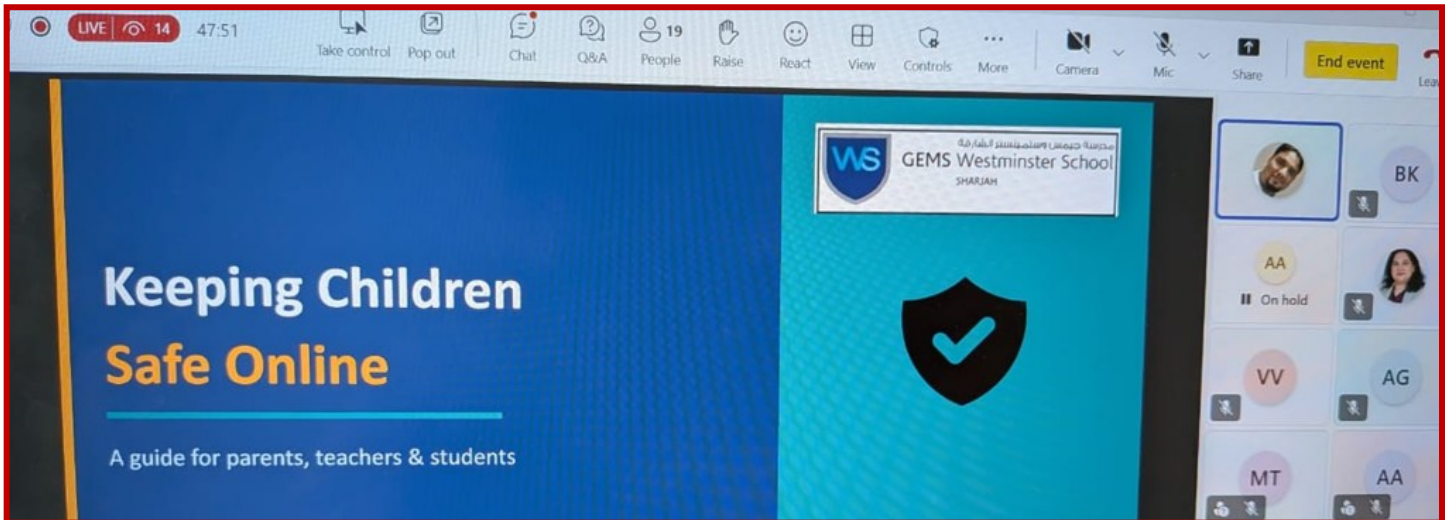 LIVE 14 47:51
Take control Pop out Chat Q&A 19 People Raise React View Controls More Camera Mic Share End event
WS
GEMS Westminster School
SHARJAH
Keeping Children
Safe Online
A guide for parents, teachers & students
BK
AA
On hold
VV
AG
MT
AA